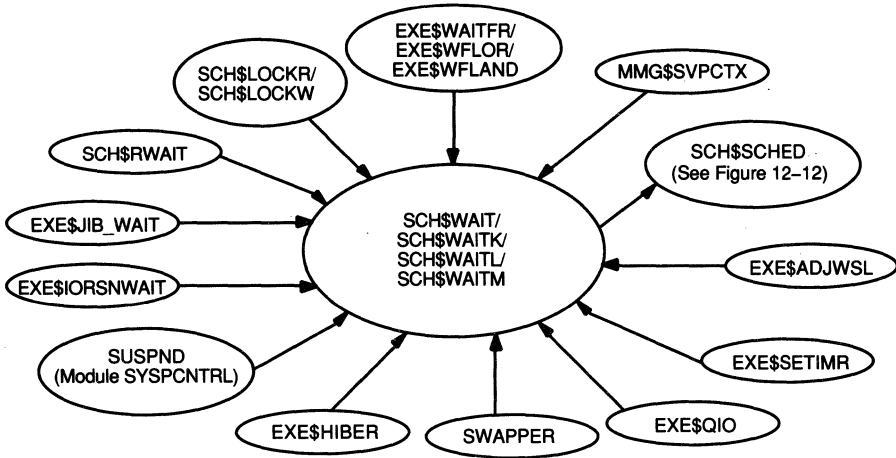 EXE$WAITFR/
EXE$WFLOR/
EXE$WFLAND
SCH$LOCKR/
SCH$LOCKW
MMG$SVPCTX
SCH$RWAIT
SCH$SCHED
(See Figure 12–12)
EXE$JIB_WAIT
SCH$WAIT/
SCH$WAITK/
SCH$WAITL/
SCH$WAITM
EXE$ADJWSL
EXE$IORSNWAIT
SUSPND
(Module SYSPCNTRL)
EXE$SETIMR
EXE$HIBER
SWAPPER
EXE$QIO